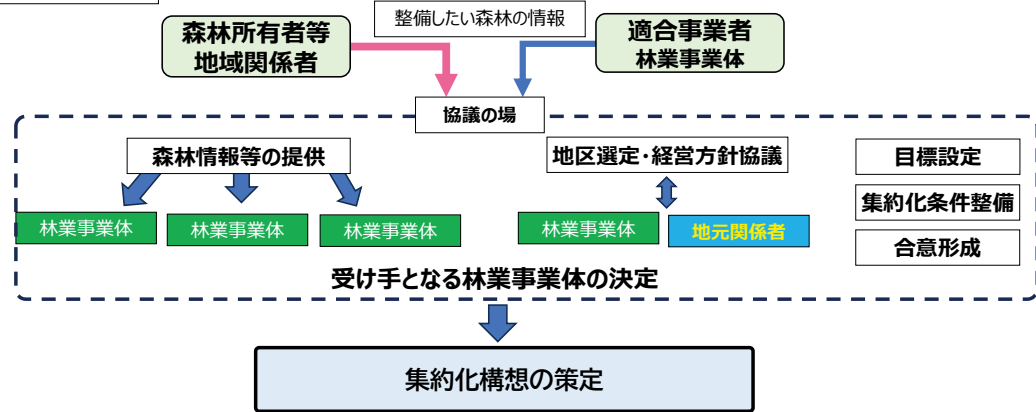 整備したい森林の情報
森林所有者等
地域関係者
適合事業者
林業事業体
協議の場
森林情報等の提供
地区選定・経営方針協議
目標設定
集約化条件整備
合意形成
林業事業体
林業事業体
林業事業体
林業事業体
地元関係者
受け手となる林業事業体の決定
集約化構想の策定